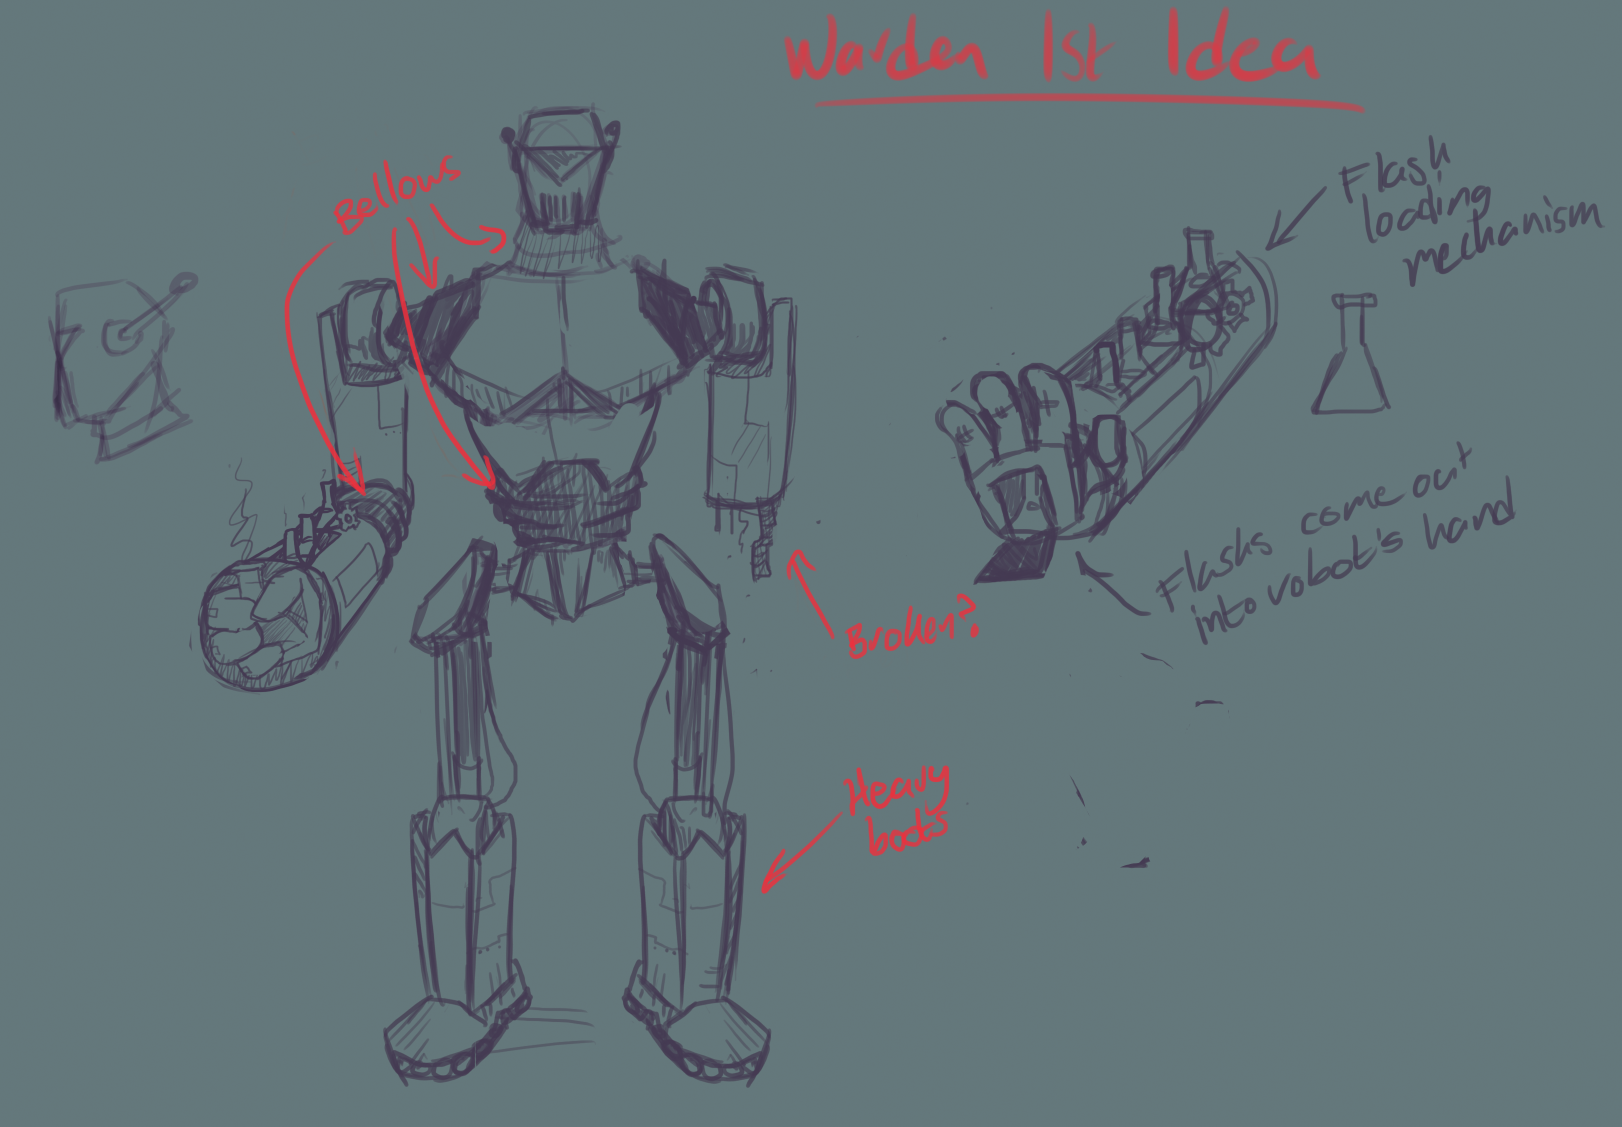 Warden 1st Idea
Bellows
Flask
loading
mechanism
Flasks come out
into robot's hand
Broken?
Heavy
boots